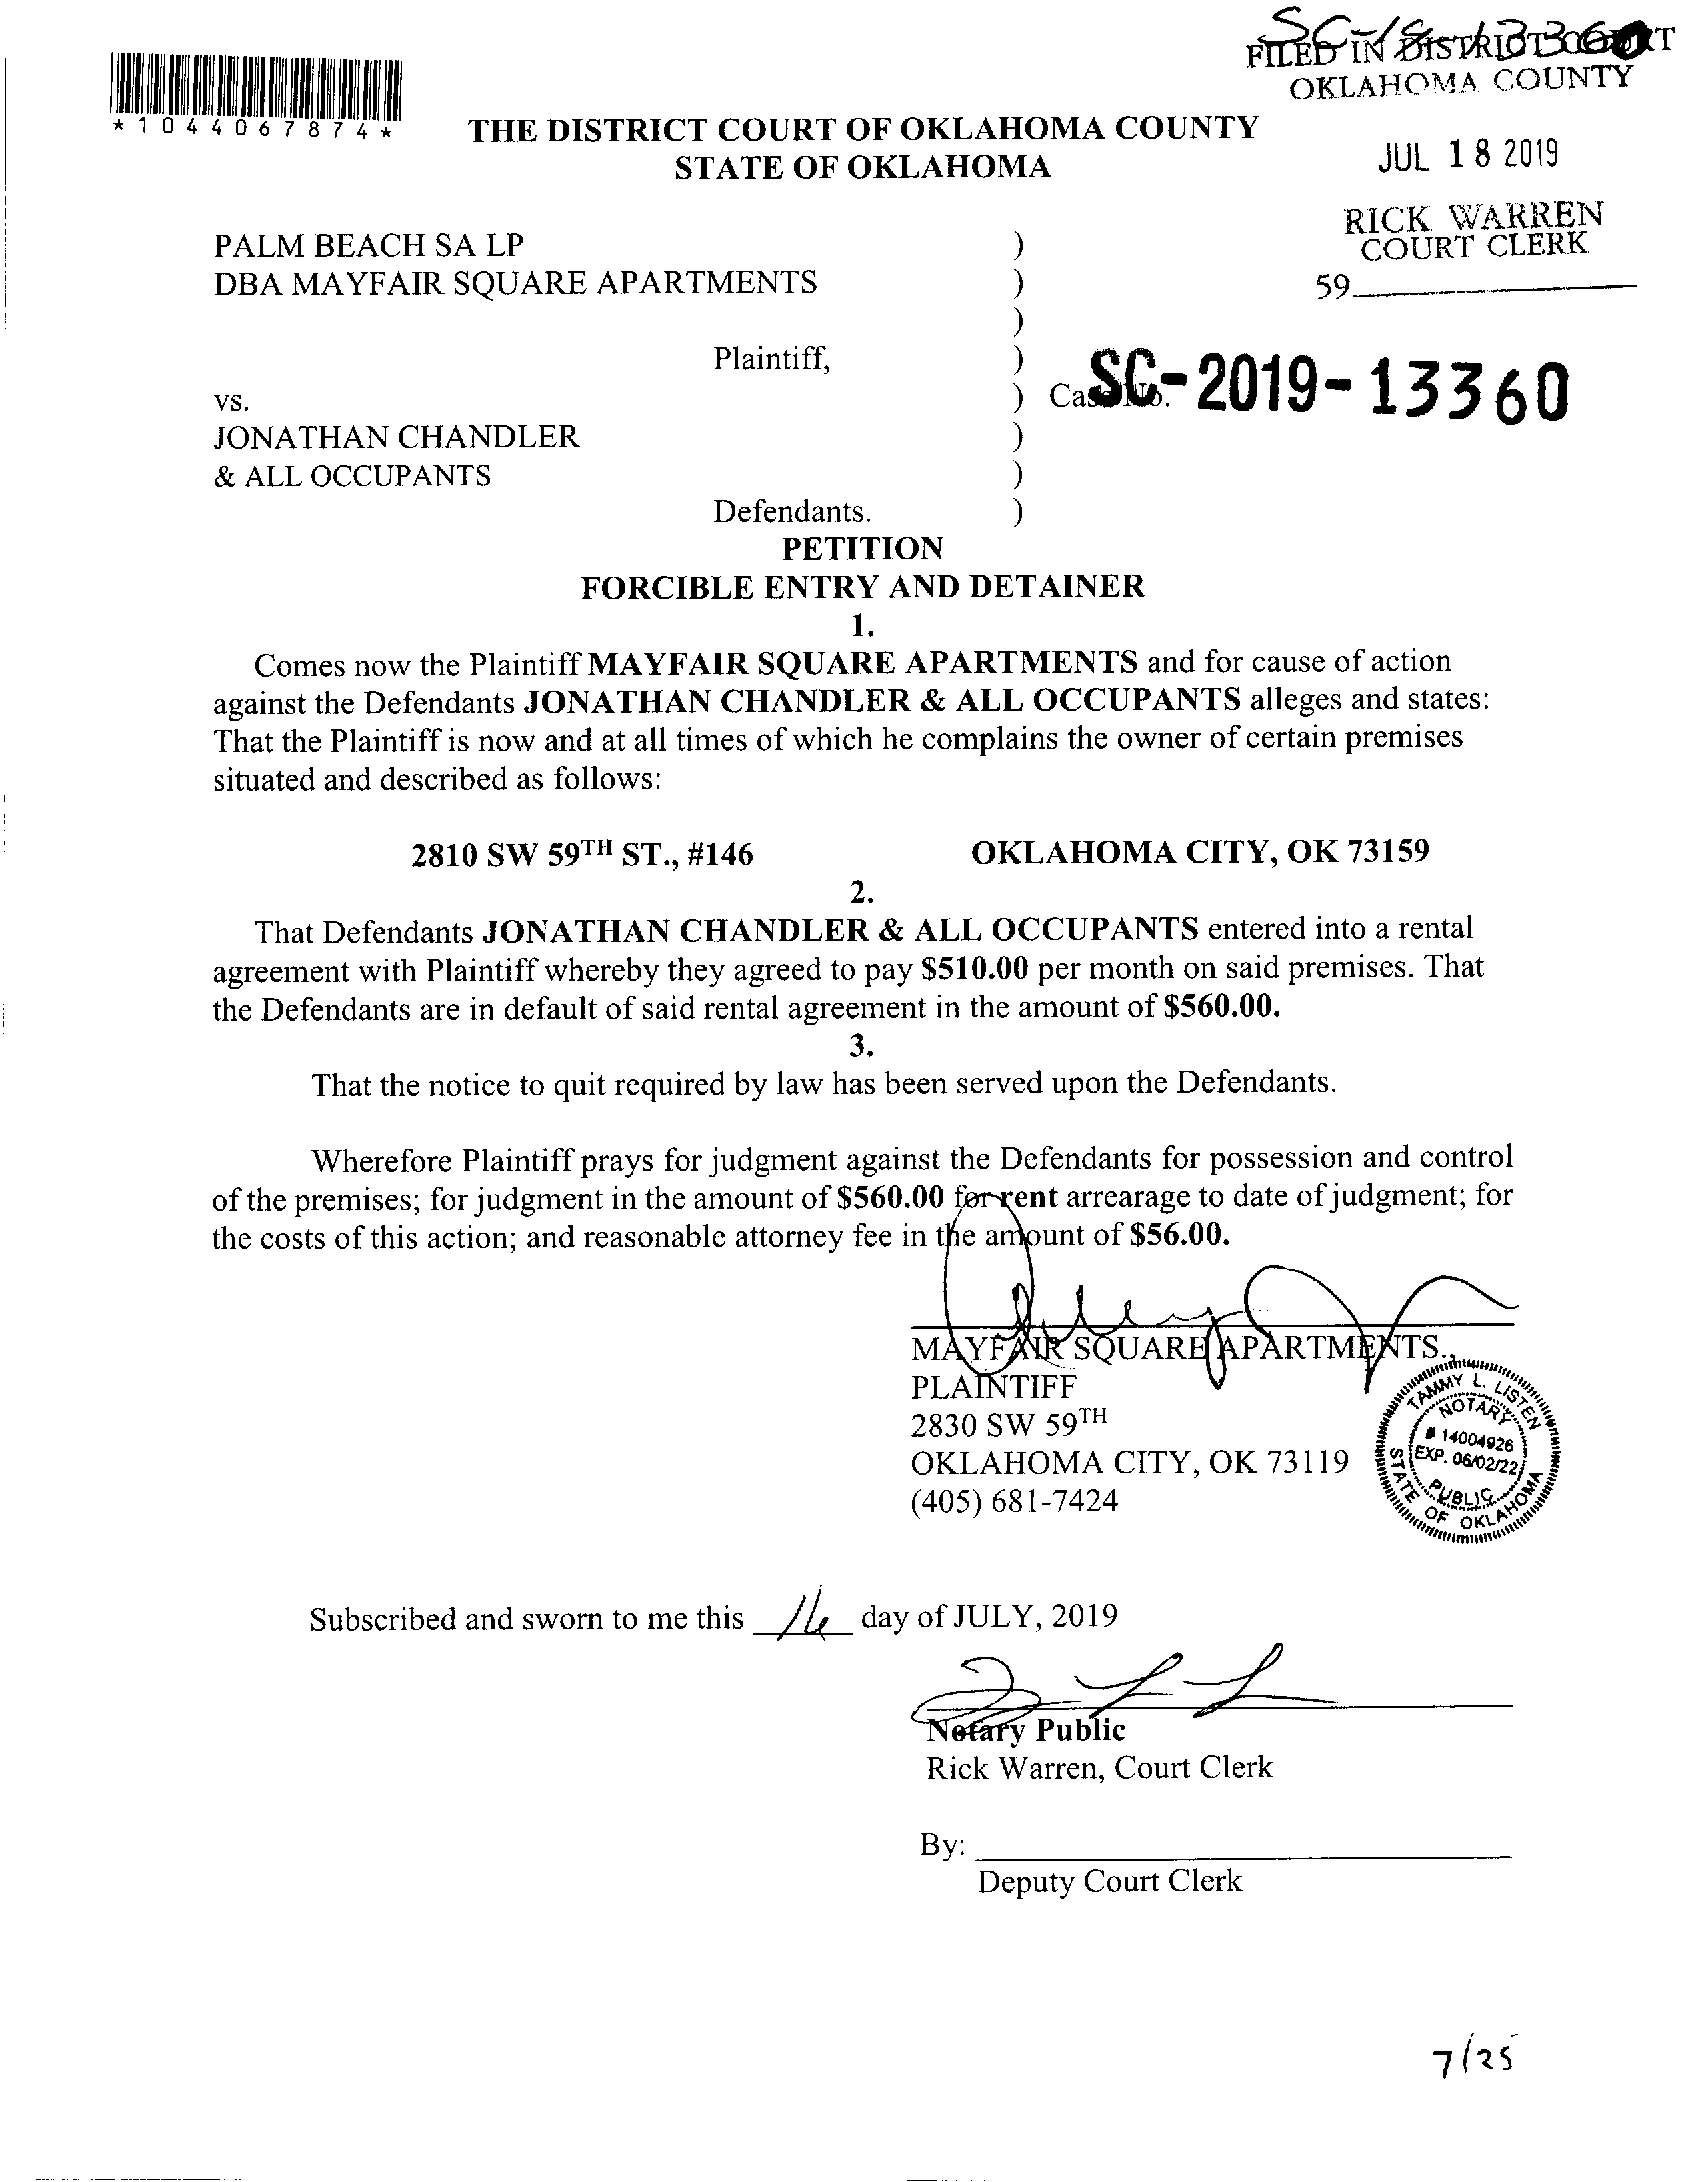 SC-18-13360
FILED IN DISTRICT COURT
OKLAHOMA COUNTY
*1044067874*
THE DISTRICT COURT OF OKLAHOMA COUNTY
STATE OF OKLAHOMA
JUL 18 2019
RICK WARREN
COURT CLERK
59
PALM BEACH SA LP )
DBA MAYFAIR SQUARE APARTMENTS )
)
Plaintiff, )
vs. ) Case No. SC-2019-13360
JONATHAN CHANDLER )
& ALL OCCUPANTS )
Defendants. )
PETITION
FORCIBLE ENTRY AND DETAINER
1.
Comes now the Plaintiff MAYFAIR SQUARE APARTMENTS and for cause of action
against the Defendants JONATHAN CHANDLER & ALL OCCUPANTS alleges and states:
That the Plaintiff is now and at all times of which he complains the owner of certain premises
situated and described as follows:
2810 SW 59TH ST., #146 OKLAHOMA CITY, OK 73159
2.
That Defendants JONATHAN CHANDLER & ALL OCCUPANTS entered into a rental
agreement with Plaintiff whereby they agreed to pay $510.00 per month on said premises. That
the Defendants are in default of said rental agreement in the amount of $560.00.
3.
That the notice to quit required by law has been served upon the Defendants.
Wherefore Plaintiff prays for judgment against the Defendants for possession and control
of the premises; for judgment in the amount of $560.00 for rent arrearage to date of judgment; for
the costs of this action; and reasonable attorney fee in the amount of $56.00.
MAYFAIR SQUARE APARTMENTS.,
PLAINTIFF
2830 SW 59TH
OKLAHOMA CITY, OK 73119
(405) 681-7424
TAMMY L. LISTEN
NOTARY
# 14004926
EXP. 06/02/22
PUBLIC
STATE OF OKLAHOMA
Subscribed and sworn to me this 16 day of JULY, 2019
Notary Public
Rick Warren, Court Clerk
By:
Deputy Court Clerk
7/25